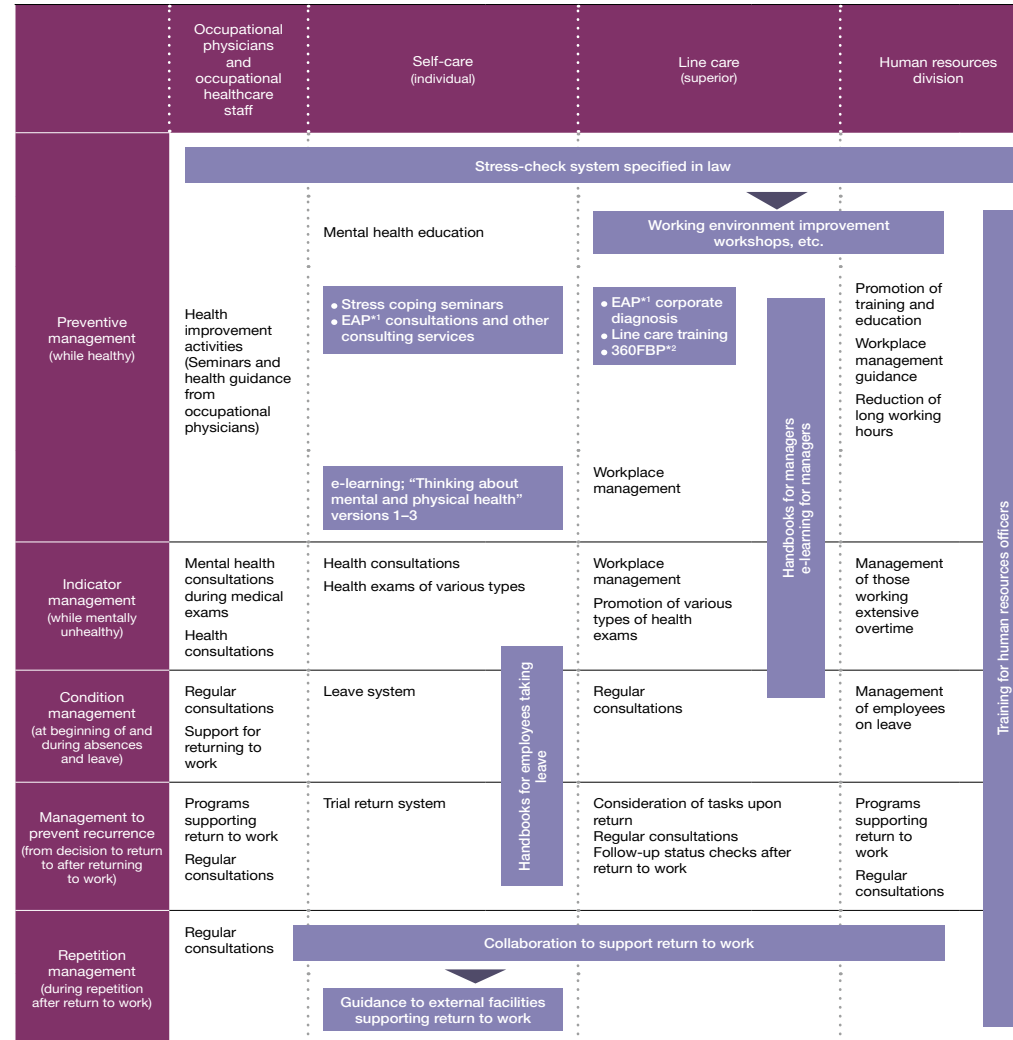 Occupational
physicians
and
occupational
healthcare
staff
Self-care
(individual)
Line care
(superior)
Human resources
division
Preventive
management
(while healthy)
Stress-check system specified in law
Health
improvement
activities
(Seminars and
health guidance
from
occupational
physicians)
Mental health education
• Stress coping seminars
• EAP*1 consultations and other
consulting services
e-learning; “Thinking about
mental and physical health”
versions 1–3
Working environment improvement
workshops, etc.
• EAP*1 corporate
diagnosis
• Line care training
• 360FBP*2
Workplace
management
Handbooks for managers
e-learning for managers
Promotion of
training and
education
Workplace
management
guidance
Reduction of
long working
hours
Training for human resources officers
Indicator
management
(while mentally
unhealthy)
Mental health
consultations
during medical
exams
Health
consultations
Health consultations
Health exams of various types
Workplace
management
Promotion of various
types of health
exams
Management
of those
working
extensive
overtime
Condition
management
(at beginning of and
during absences
and leave)
Regular
consultations
Support for
returning to
work
Leave system
Handbooks for employees taking
leave
Regular
consultations
Management
of employees
on leave
Management to
prevent recurrence
(from decision to return
to after returning
to work)
Programs
supporting
return to work
Regular
consultations
Trial return system
Consideration of tasks upon
return
Regular consultations
Follow-up status checks after
return to work
Programs
supporting
return to
work
Regular
consultations
Repetition
management
(during repetition
after return to work)
Regular
consultations
Collaboration to support return to work
Guidance to external facilities
supporting return to work